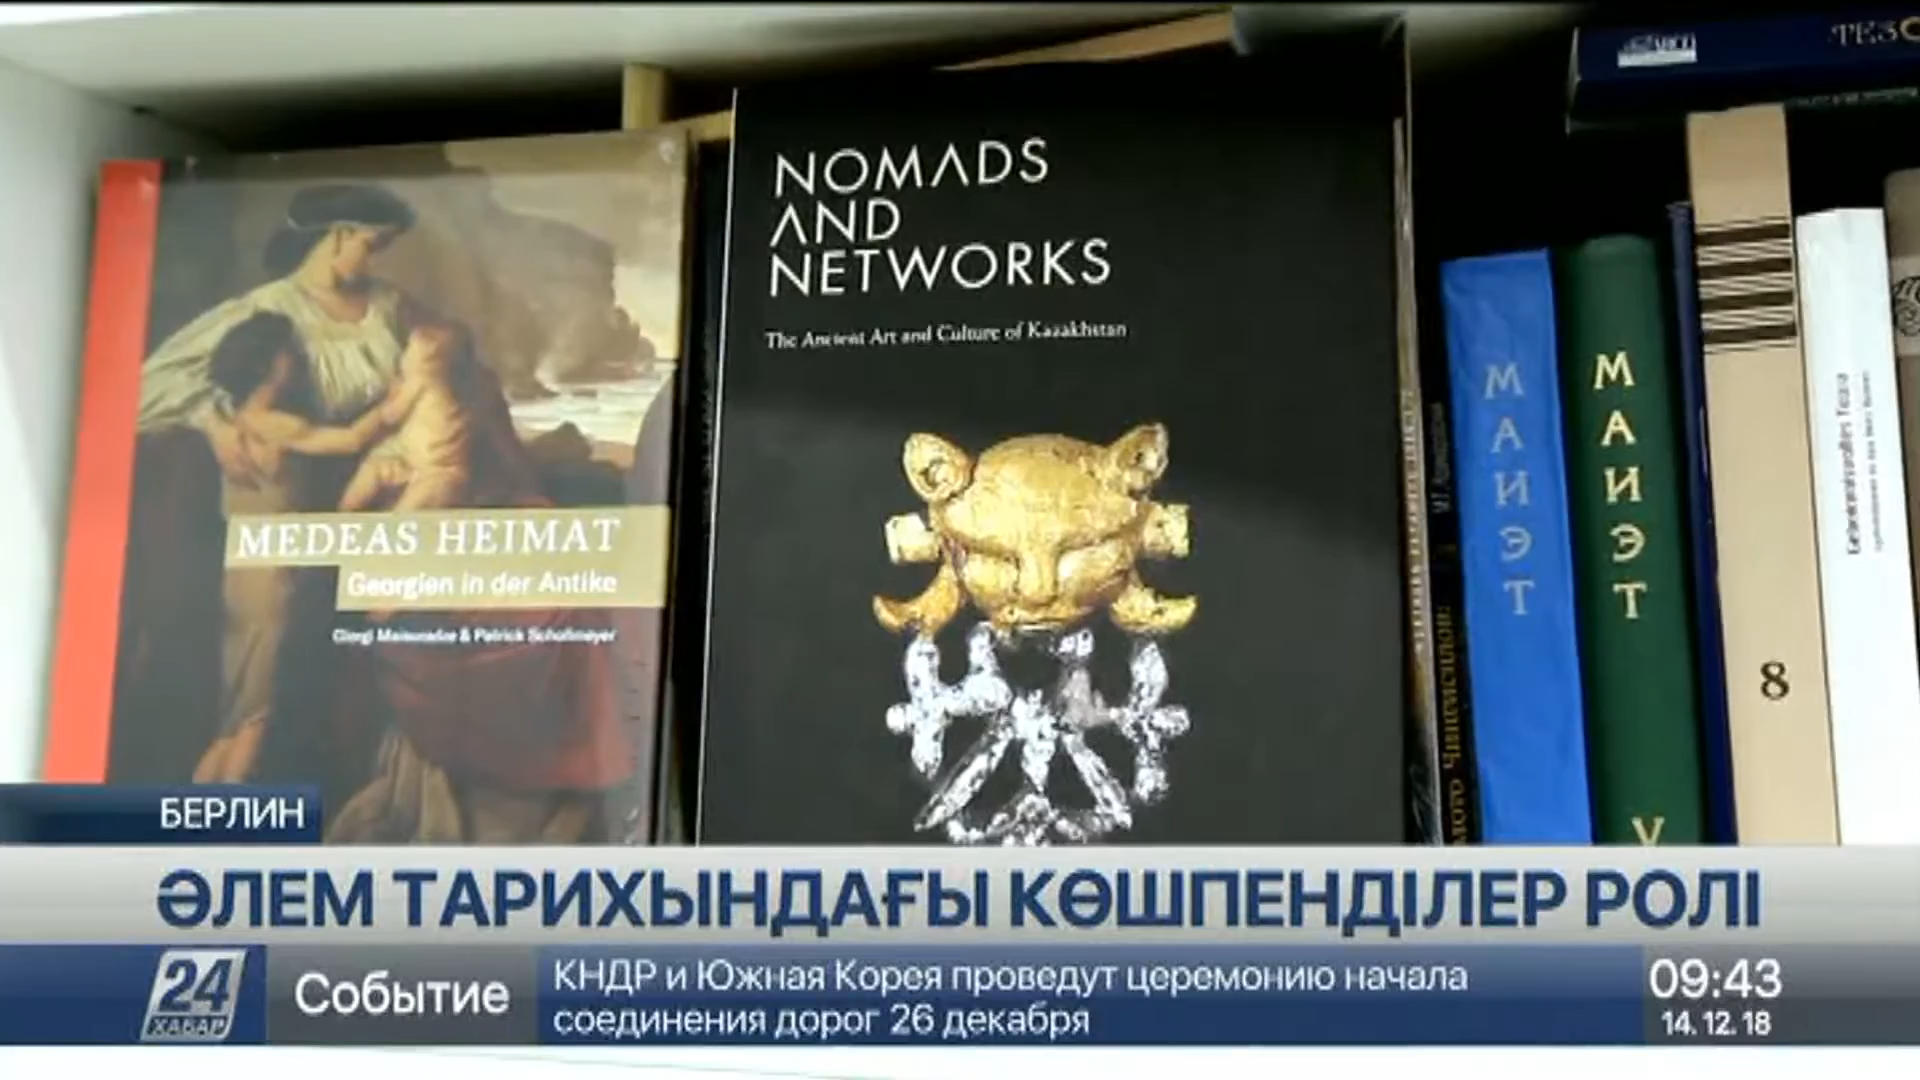 NOMADS
AND
NETWORKS
The Ancient Art and Culture of Kazakhstan
MEDEAS HEIMAT
Georgien in der Antike
& Patrick Schollmeyer
МАИЭТ
МАИЭТ
V
8
БЕРЛИН
ӘЛЕМ ТАРИХЫНДАҒЫ КӨШПЕНДІЛЕР РОЛІ
24
ХАБАР
Событие
КНДР и Южная Корея проведут церемонию начала
соединения дорог 26 декабря
09:43
14.12.18